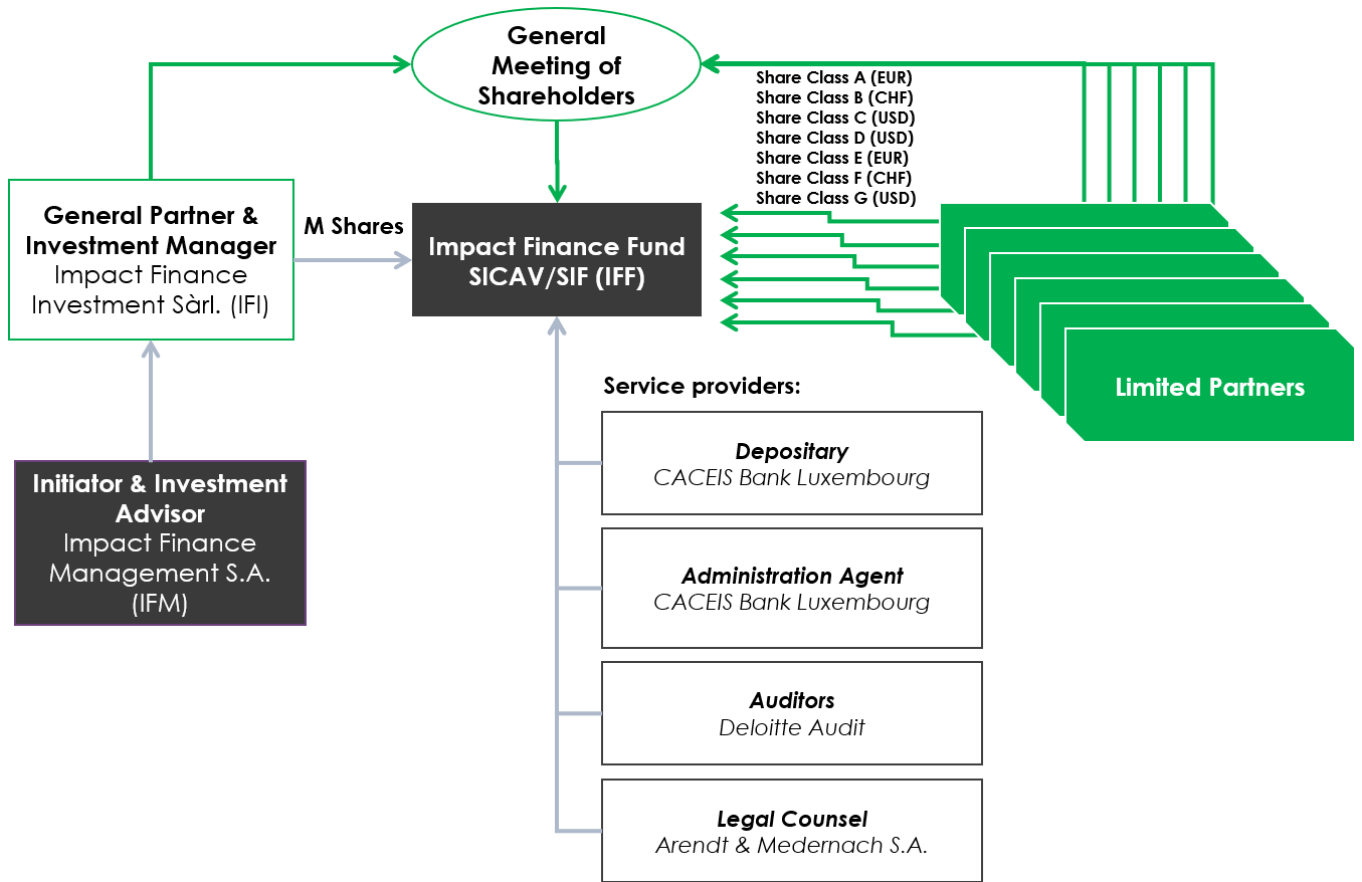 General
Meeting of
Shareholders
Share Class A (EUR)
Share Class B (CHF)
Share Class C (USD)
Share Class D (USD)
Share Class E (EUR)
Share Class F (CHF)
Share Class G (USD)
General Partner &
Investment Manager
Impact Finance
Investment Sàrl. (IFI)
M Shares
Impact Finance Fund
SICAV/SIF (IFF)
Limited Partners
Initiator & Investment
Advisor
Impact Finance
Management S.A.
(IFM)
Service providers:
Depositary
CACEIS Bank Luxembourg
Administration Agent
CACEIS Bank Luxembourg
Auditors
Deloitte Audit
Legal Counsel
Arendt & Medernach S.A.